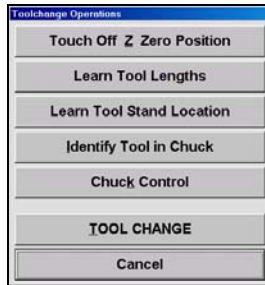 Toolchange Operations
Touch Off Z Zero Position
Learn Tool Lengths
Learn Tool Stand Location
Identify Tool in Chuck
Chuck Control
TOOL CHANGE
Cancel